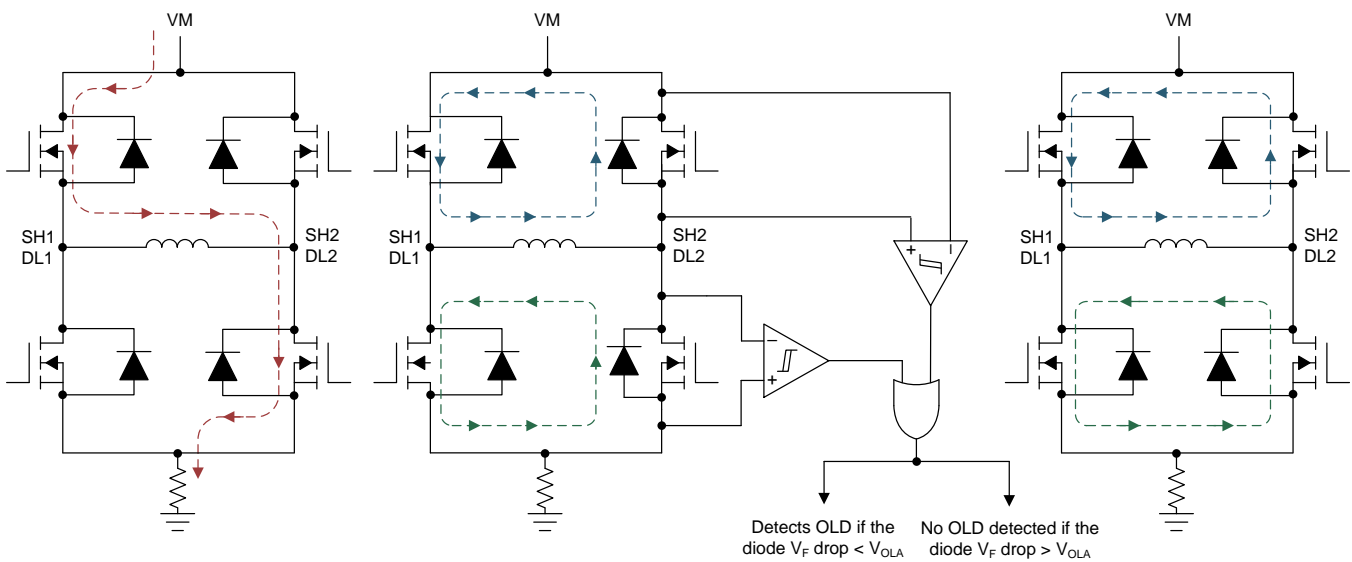 VM
VM
VM
SH1
DL1
SH2
DL2
SH1
DL1
SH2
DL2
SH1
DL1
SH2
DL2
+ −
−
+
Detects OLD if the
diode VF drop < VOLA
No OLD detected if the
diode VF drop > VOLA